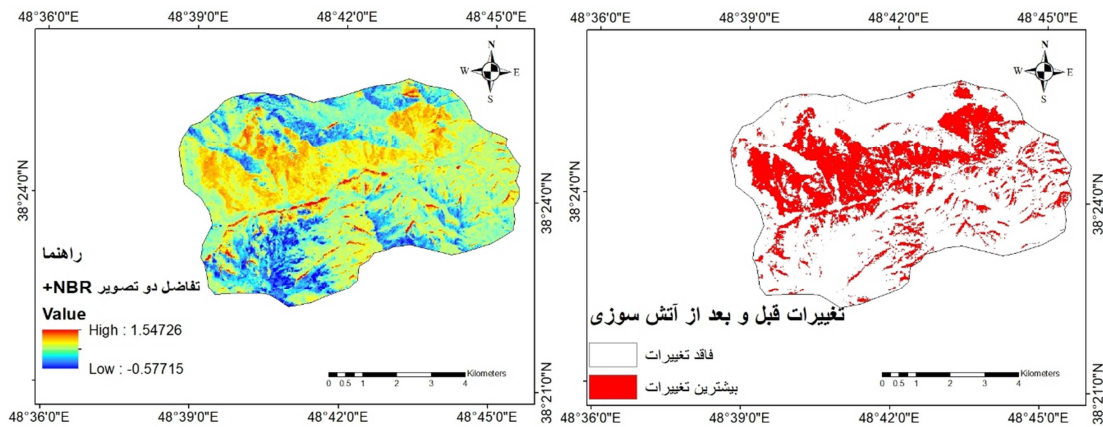 48°36'0"E 48°39'0"E 48°42'0"E 48°45'0"E
N
W E
S
38°24'0"N
38°24'0"N
38°21'0"N
راهنما
تفاضل دو تصویر NBR+
Value
High : 1.54726
Low : -0.57715
Kilometers
0 0.5 1 2 3 4
48°36'0"E 48°39'0"E 48°42'0"E 48°45'0"E
48°36'0"E 48°39'0"E 48°42'0"E 48°45'0"E
N
W E
S
38°24'0"N
38°24'0"N
38°21'0"N
تغییرات قبل و بعد از آتش سوزی
فاقد تغییرات
بیشترین تغییرات
Kilometers
0 0.5 1 2 3 4
48°36'0"E 48°39'0"E 48°42'0"E 48°45'0"E